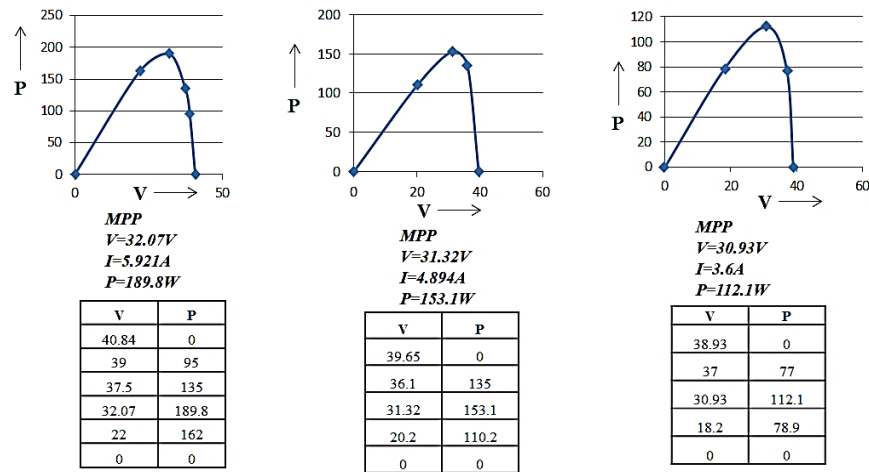 250
200
150
100
50
0
P
0
50
V
MPP
V=32.07V
I=5.921A
P=189.8W
V P
40.84 0
39 95
37.5 135
32.07 189.8
22 162
0 0
200
150
100
50
0
P
0 20 40 60
V
MPP
V=31.32V
I=4.894A
P=153.1W
V P
39.65 0
36.1 135
31.32 153.1
20.2 110.2
0 0
120
100
80
60
40
20
0
P
0 20 40 60
V
MPP
V=30.93V
I=3.6A
P=112.1W
V P
38.93 0
37 77
30.93 112.1
18.2 78.9
0 0